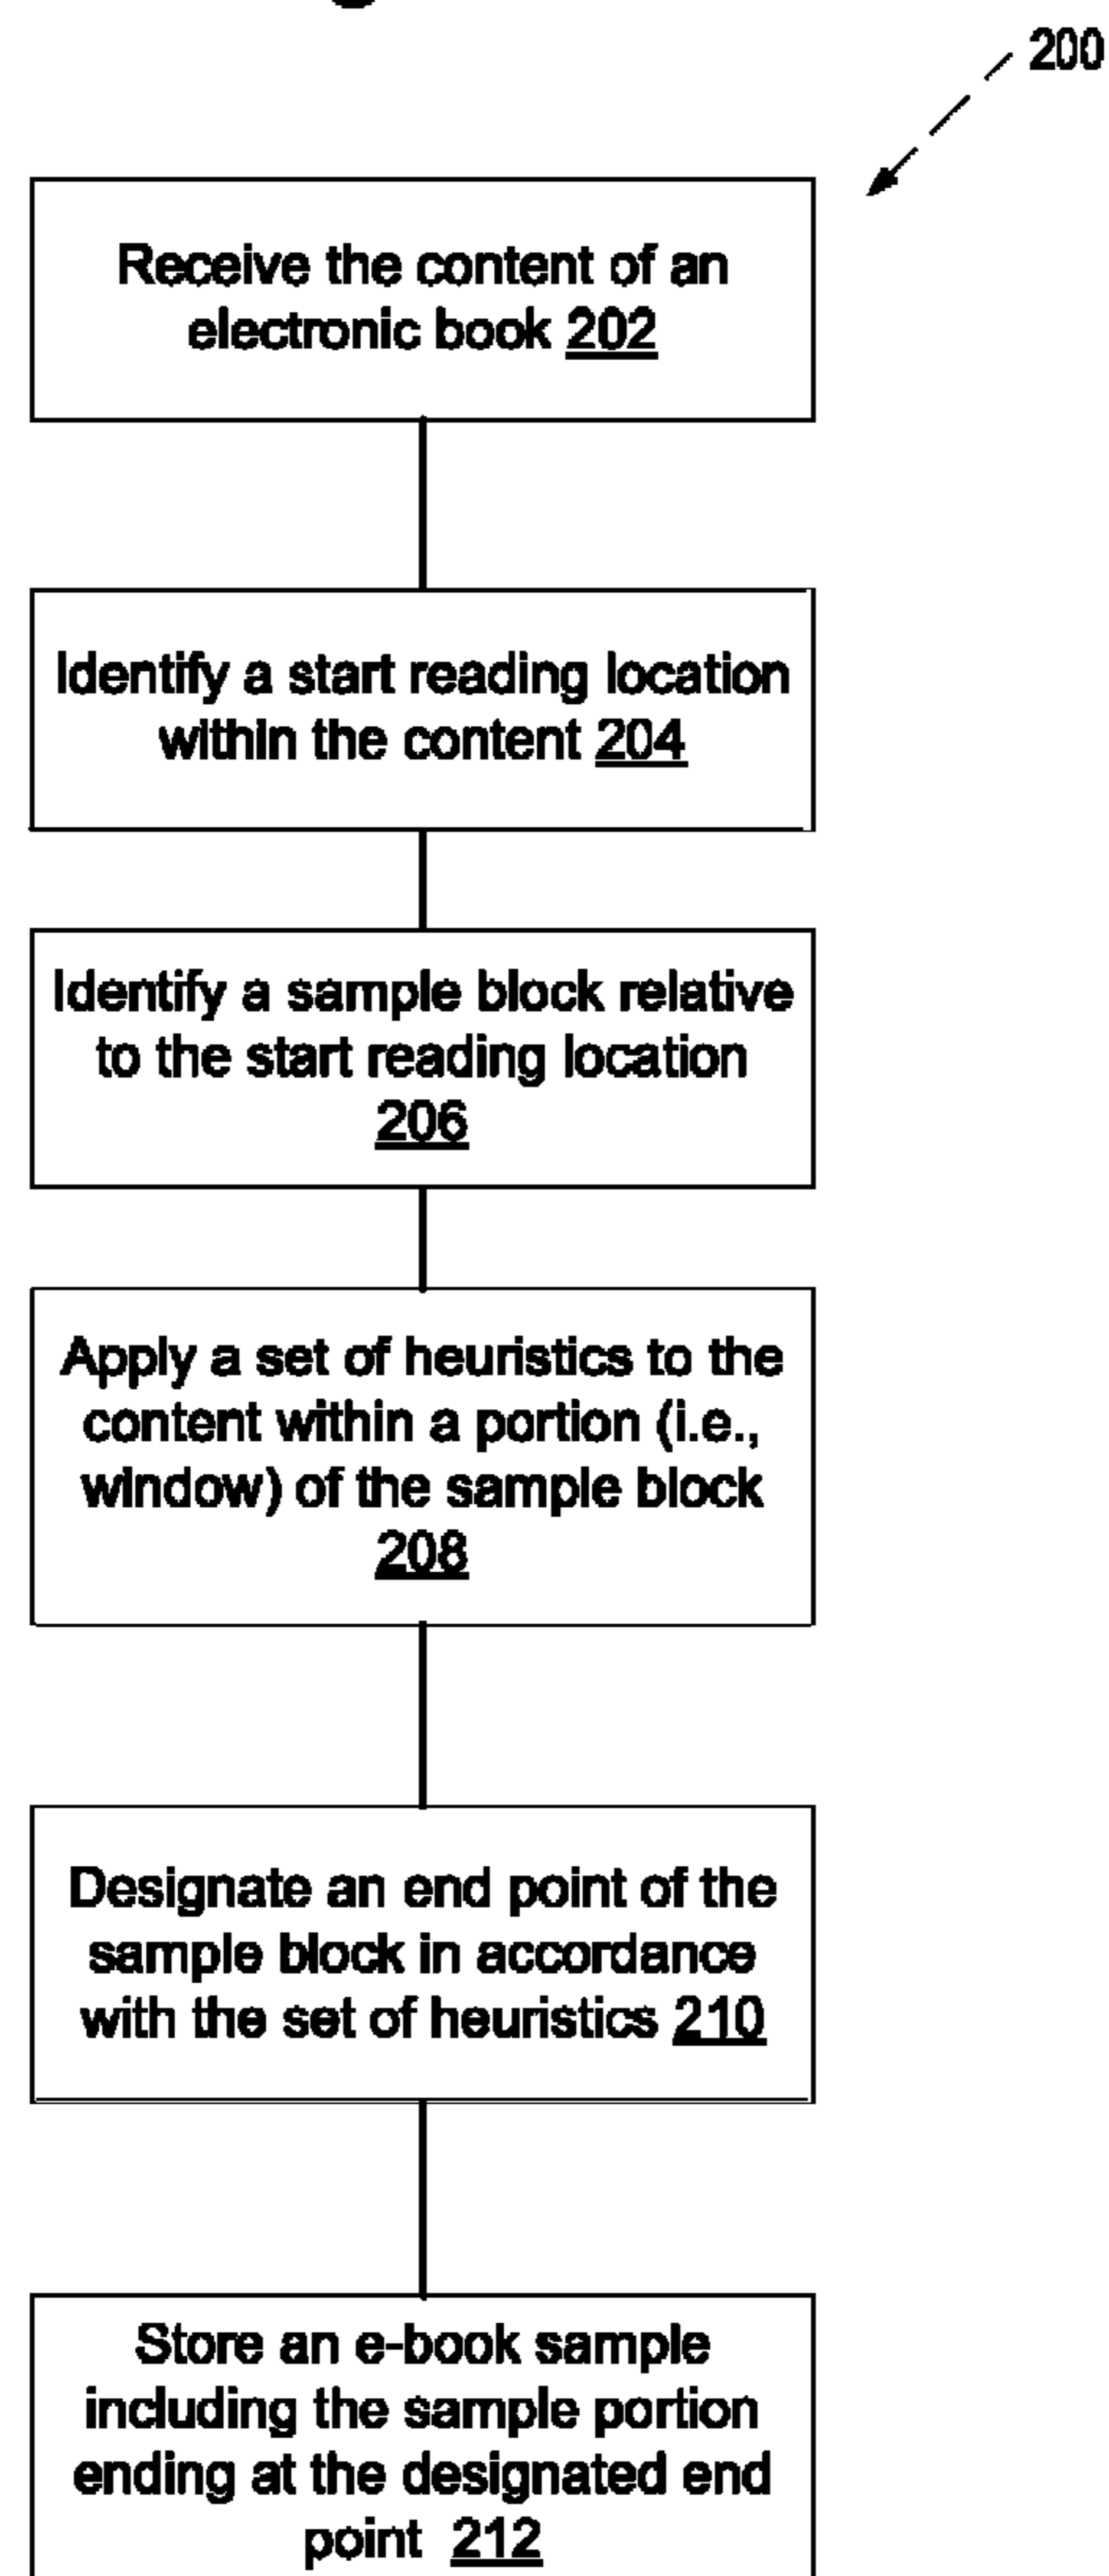 200
Receive the content of an
electronic book 202
Identify a start reading location
within the content 204
Identify a sample block relative
to the start reading location
206
Apply a set of heuristics to the
content within a portion (i.e.,
window) of the sample block
208
Designate an end point of the
sample block in accordance
with the set of heuristics 210
Store an e-book sample
including the sample portion
ending at the designated end
point 212